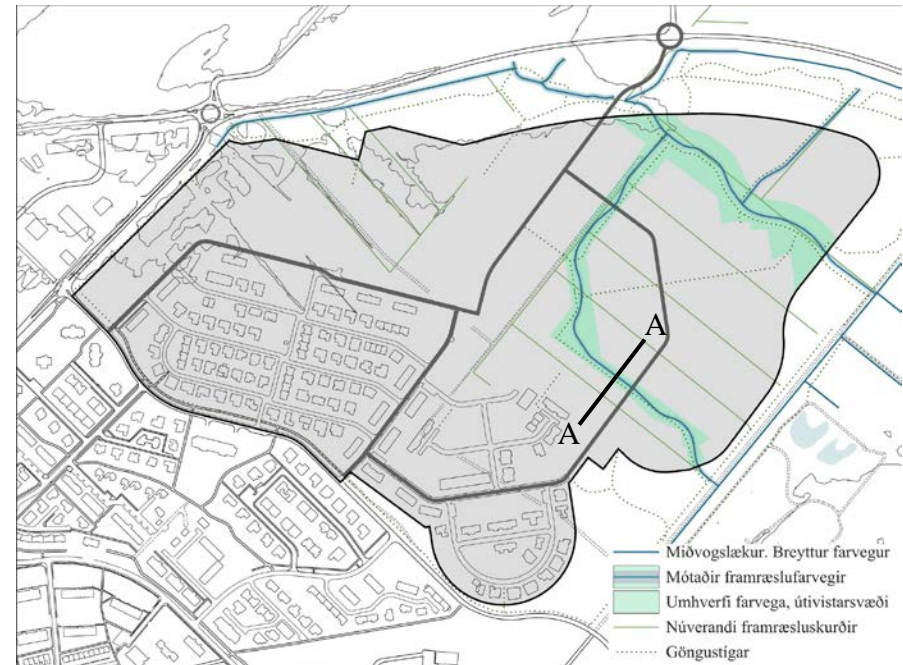 A
A
Miðvogslækur. Breyttur farvegur
Mótaðir framræslufarvegir
Umhverfi farvega, útivistarsvæði
Núverandi framræsluskurðir
Göngustígar